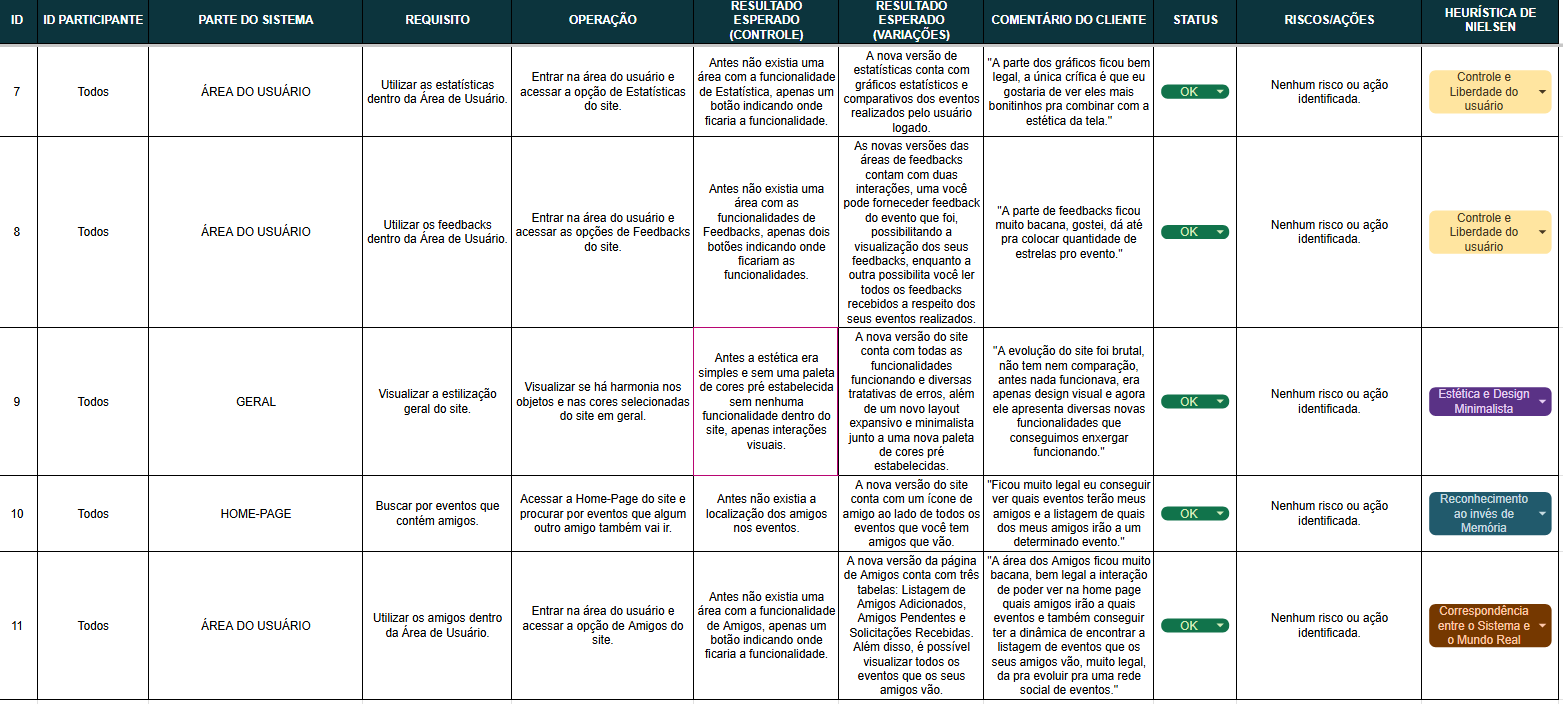 ID
ID PARTICIPANTE
PARTE DO SISTEMA
REQUISITO
OPERAÇÃO
RESULTADO
ESPERADO
(CONTROLE)
RESULTADO
ESPERADO
(VARIAÇÕES)
COMENTÁRIO DO CLIENTE
STATUS
RISCOS/AÇÕES
HEURÍSTICA DE
NIELSEN
7
Todos
ÁREA DO USUÁRIO
Utilizar as estatísticas
dentro da Área de Usuário.
Entrar na área do usuário e
acessar a opção de Estatísticas
do site.
Antes não existia uma
área com a funcionalidade
de Estatística, apenas um
botão indicando onde
ficaria a funcionalidade.
A nova versão de
estatísticas conta com
gráficos estatísticos e
comparativos dos eventos
realizados pelo usuário
logado.
"A parte dos gráficos ficou bem
legal, a única crífica é que eu
gostaria de ver eles mais
bonitinhos pra combinar com a
estética da tela."
OK
Nenhum risco ou ação
identificada.
Controle e
Liberdade do
usuário
8
Todos
ÁREA DO USUÁRIO
Utilizar os feedbacks
dentro da Área de Usuário.
Entrar na área do usuário e
acessar as opções de Feedbacks
do site.
Antes não existia uma
área com as
funcionalidades de
Feedbacks, apenas dois
botões indicando onde
ficariam as
funcionalidades.
As novas versões das
áreas de feedbacks
contam com duas
interações, uma você
pode forneceder feedback
do evento que foi,
possibilitando a
visualização dos seus
feedbacks, enquanto a
outra possibilita você ler
todos os feedbacks
recebidos a respeito dos
seus eventos realizados.
"A parte de feedbacks ficou
muito bacana, gostei, dá até
pra colocar quantidade de
estrelas pro evento."
OK
Nenhum risco ou ação
identificada.
Controle e
Liberdade do
usuário
9
Todos
GERAL
Visualizar a estilização
geral do site.
Visualizar se há harmonia nos
objetos e nas cores selecionadas
do site em geral.
Antes a estética era
simples e sem uma paleta
de cores pré estabelecida
sem nenhuma
funcionalidade dentro do
site, apenas interações
visuais.
A nova versão do site
conta com todas as
funcionalidades
funcionando e diversas
tratativas de erros, além
de um novo layout
expansivo e minimalista
junto a uma nova paleta
de cores pré
estabelecidas.
"A evolução do site foi brutal,
não tem nem comparação,
antes nada funcionava, era
apenas design visual e agora
ele apresenta diversas novas
funcionalidades que
conseguimos enxergar
funcionando."
OK
Nenhum risco ou ação
identificada.
Estética e Design
Minimalista
10
Todos
HOME-PAGE
Buscar por eventos que
contém amigos.
Acessar a Home-Page do site e
procurar por eventos que algum
outro amigo também vai ir.
Antes não existia a
localização dos amigos
nos eventos.
A nova versão do site
conta com um ícone de
amigo ao lado de todos os
eventos que você tem
amigos que vão.
"Ficou muito legal eu conseguir
ver quais eventos terão meus
amigos e a listagem de quais
dos meus amigos irão a um
determinado evento."
OK
Nenhum risco ou ação
identificada.
Reconhecimento
ao invés de
Memória
11
Todos
ÁREA DO USUÁRIO
Utilizar os amigos dentro
da Área de Usuário.
Entrar na área do usuário e
acessar a opção de Amigos do
site.
Antes não existia uma
área com a funcionalidade
de Amigos, apenas um
botão indicando onde
ficaria a funcionalidade.
A nova versão da página
de Amigos conta com três
tabelas: Listagem de
Amigos Adicionados,
Amigos Pendentes e
Solicitações Recebidas.
Além disso, é possível
visualizar todos os
eventos que os seus
amigos vão.
"A área dos Amigos ficou muito
bacana, bem legal a interação
de poder ver na home page
quais amigos irão a quais
eventos e também conseguir
ter a dinâmica de encontrar a
listagem de eventos que os
seus amigos vão, muito legal,
da pra evoluir pra uma rede
social de eventos."
OK
Nenhum risco ou ação
identificada.
Correspondência
entre o Sistema e
o Mundo Real